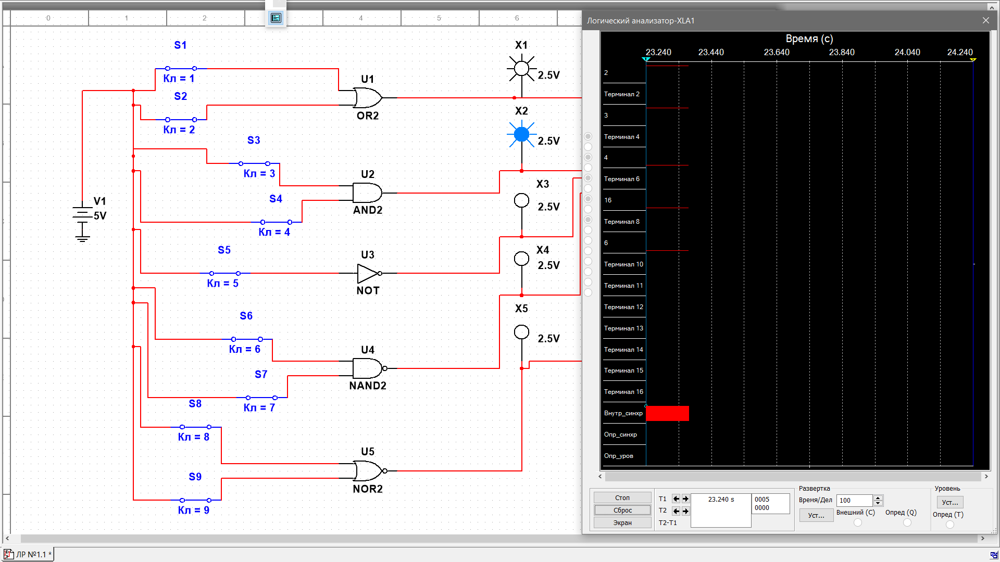 0 1 2 4 5 6
S1
Кл = 1
S2
Кл = 2
S3
Кл = 3
S4
Кл = 4
S5
Кл = 5
S6
Кл = 6
S7
Кл = 7
S8
Кл = 8
S9
Кл = 9
V1
5V
U1
OR2
U2
AND2
U3
NOT
U4
NAND2
U5
NOR2
X1
2.5V
X2
2.5V
X3
2.5V
X4
2.5V
X5
2.5V
Логический анализатор-XLA1
Время (с)
23.240 23.440 23.640 23.840 24.040 24.240
2
Терминал 2
3
Терминал 4
4
Терминал 6
16
Терминал 8
6
Терминал 10
Терминал 11
Терминал 12
Терминал 13
Терминал 14
Терминал 15
Терминал 16
Внутр_синхр
Опр_синхр
Опр_уров
Стоп
Сброс
Экран
T1
T2
T2-T1
23.240 s
0005
0000
Развертка
Время/Дел 100
Уст...
Внешний (C)
Опред (Q)
Уровень
Уст...
Опред (T)
ЛР №1.1 *